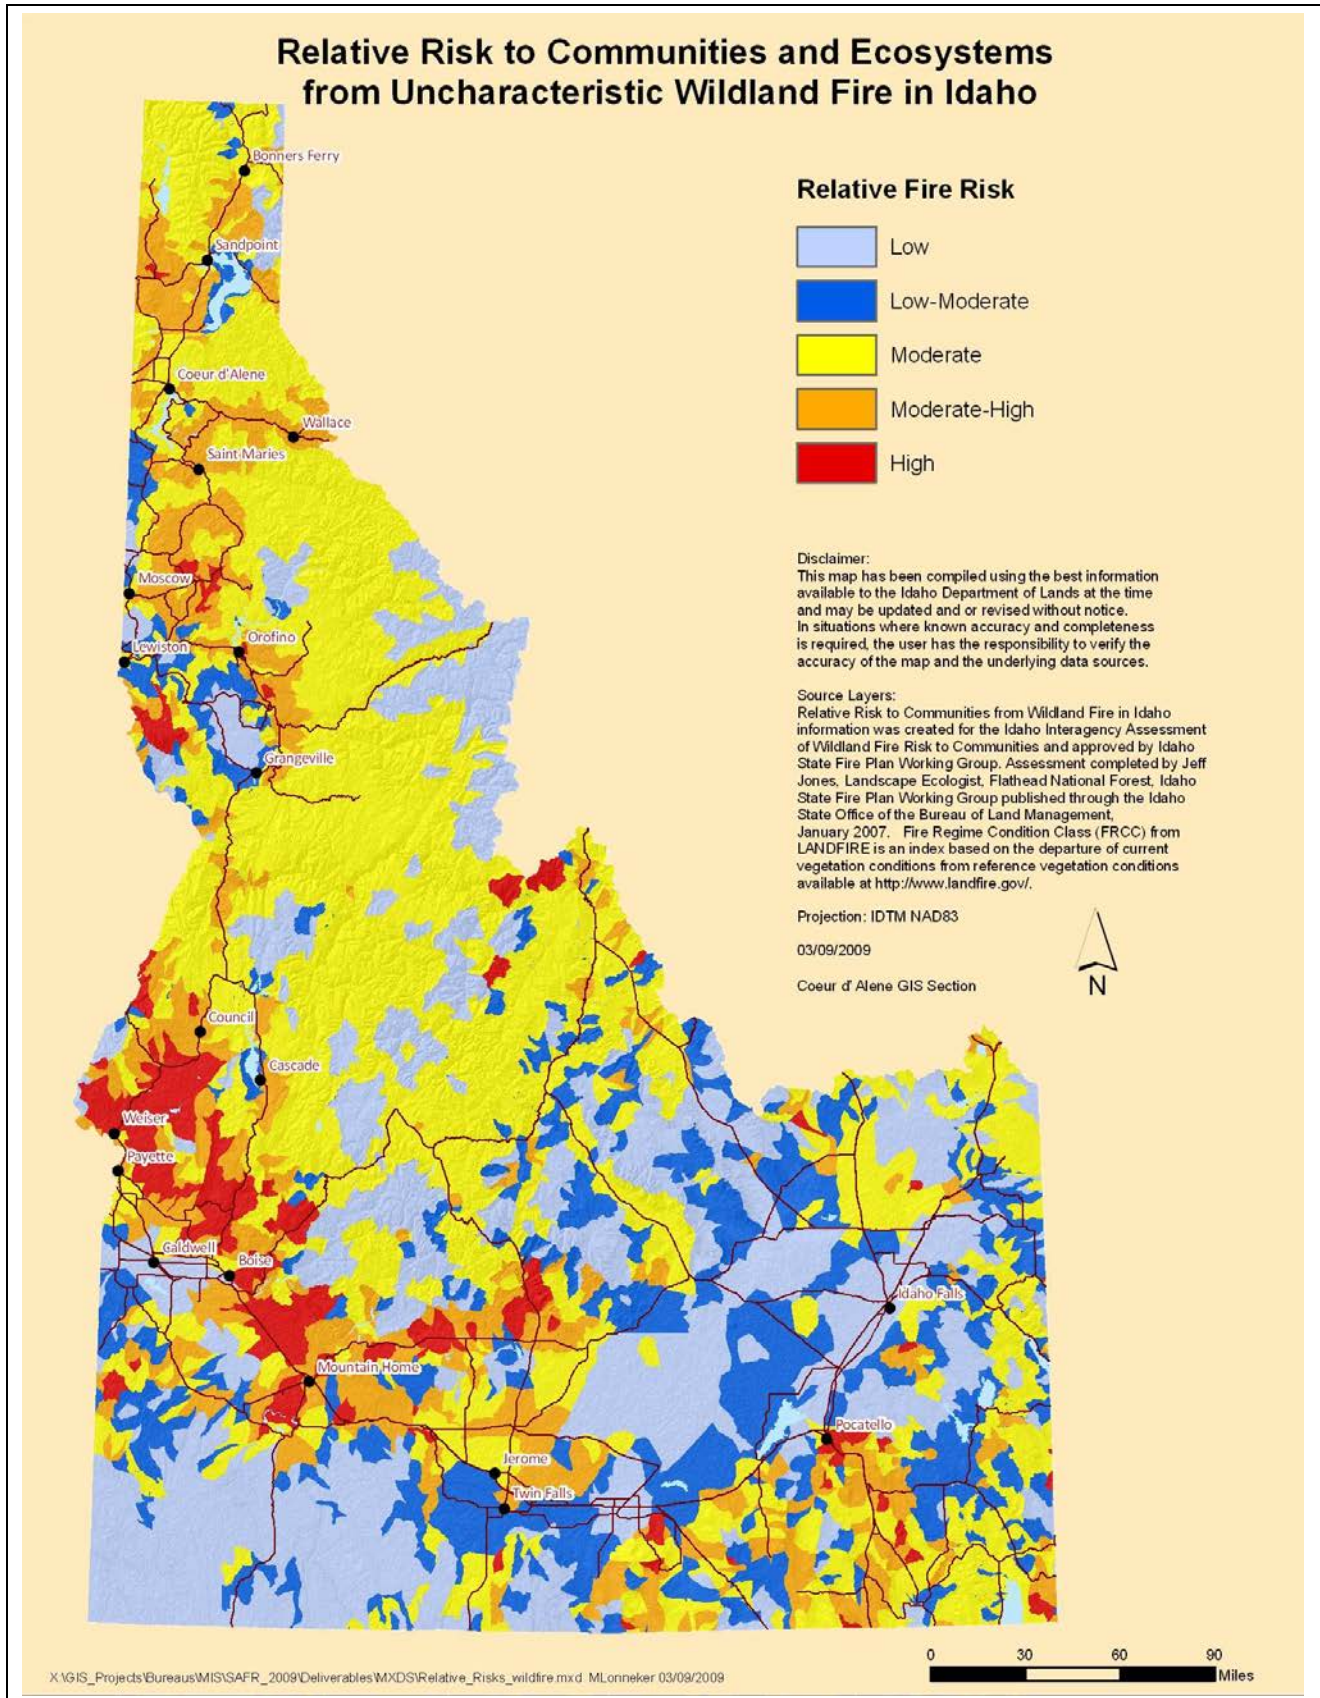 Relative Risk to Communities and Ecosystems
from Uncharacteristic Wildland Fire in Idaho
Bonners Ferry
Sandpoint
Coeur d'Alene
Wallace
Saint Maries
Moscow
Orofino
Lewiston
Grangeville
Council
Cascade
Weiser
Payette
Caldwell
Boise
Idaho Falls
Mountain Home
Pocatello
Jerome
Twin Falls
Relative Fire Risk
Low
Low-Moderate
Moderate
Moderate-High
High
Disclaimer:
This map has been compiled using the best information
available to the Idaho Department of Lands at the time
and may be updated and or revised without notice.
In situations where known accuracy and completeness
is required, the user has the responsibility to verify the
accuracy of the map and the underlying data sources.
Source Layers:
Relative Risk to Communities from Wildland Fire in Idaho
information was created for the Idaho Interagency Assessment
of Wildland Fire Risk to Communities and approved by Idaho
State Fire Plan Working Group. Assessment completed by Jeff
Jones, Landscape Ecologist, Flathead National Forest, Idaho
State Fire Plan Working Group published through the Idaho
State Office of the Bureau of Land Management,
January 2007. Fire Regime Condition Class (FRCC) from
LANDFIRE is an index based on the departure of current
vegetation conditions from reference vegetation conditions
available at http://www.landfire.gov/.
Projection: IDTM NAD83
03/09/2009
Coeur d' Alene GIS Section
N
0 30 60 90
Miles
X:\GIS_Projects\Bureaus\MIS\SAFR_2009\Deliverables\MXDS\Relative_Risks_wildfire.mxd MLonneker 03/09/2009